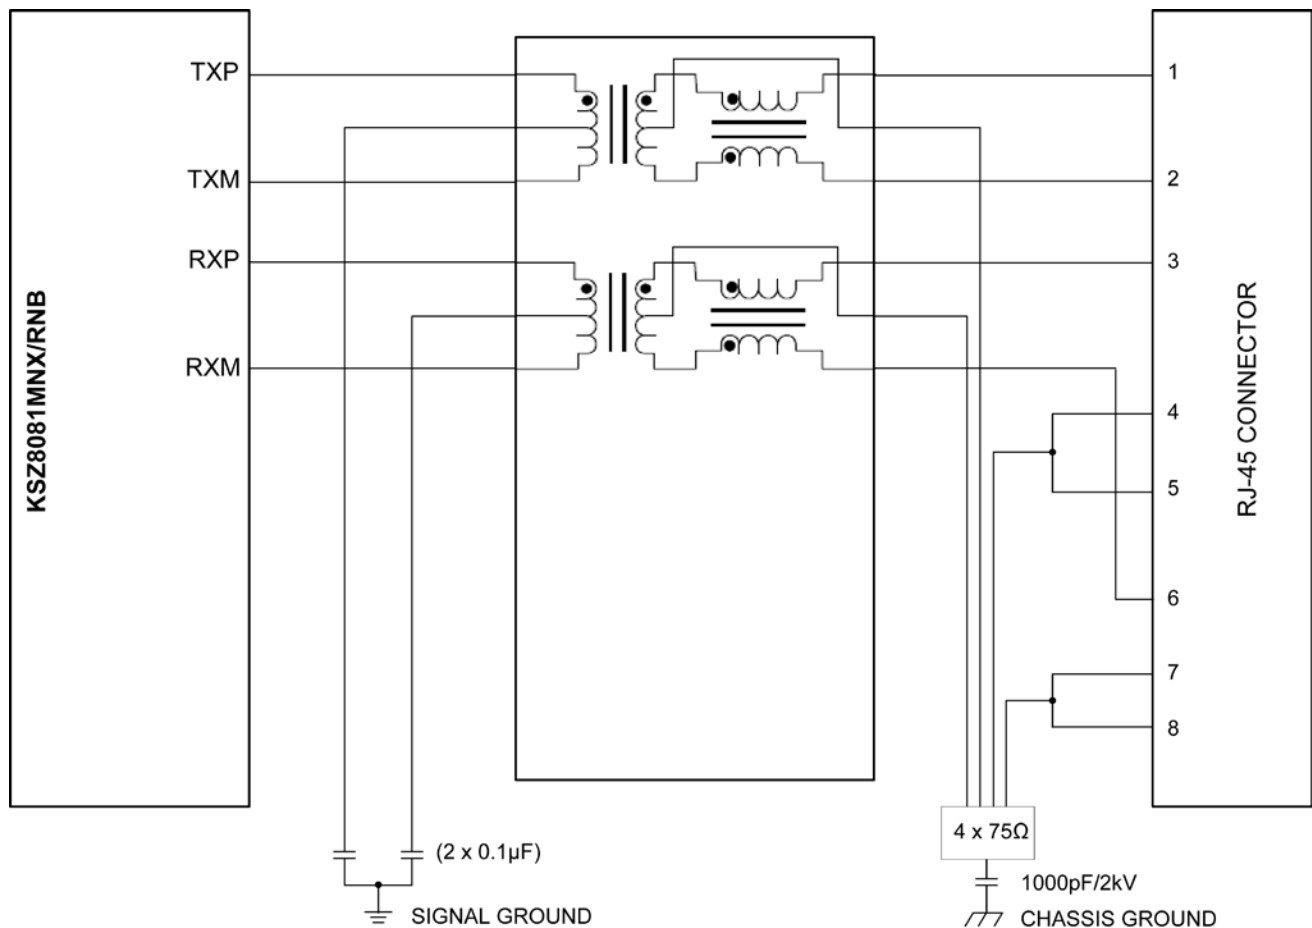 KSZ8081MNX/RNB
TXP
TXM
RXP
RXM
1
2
3
4
5
6
7
8
RJ-45 CONNECTOR
(2 x 0.1μF)
SIGNAL GROUND
4 x 75Ω
1000pF/2kV
CHASSIS GROUND